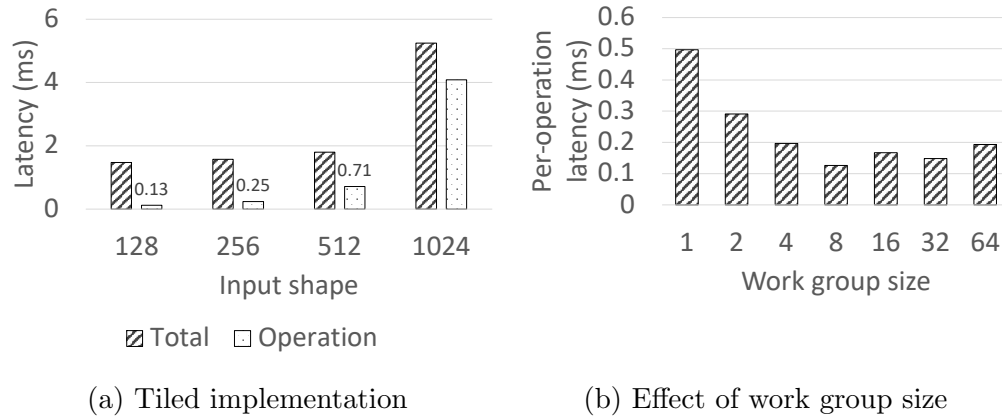 6
4
2
0
Latency (ms)
0.13
0.25
0.71
128 256 512 1024
Input shape
Total Operation
(a) Tiled implementation
0.6
0.5
0.4
0.3
0.2
0.1
0
Per-operation
latency (ms)
1 2 4 8 16 32 64
Work group size
(b) Effect of work group size